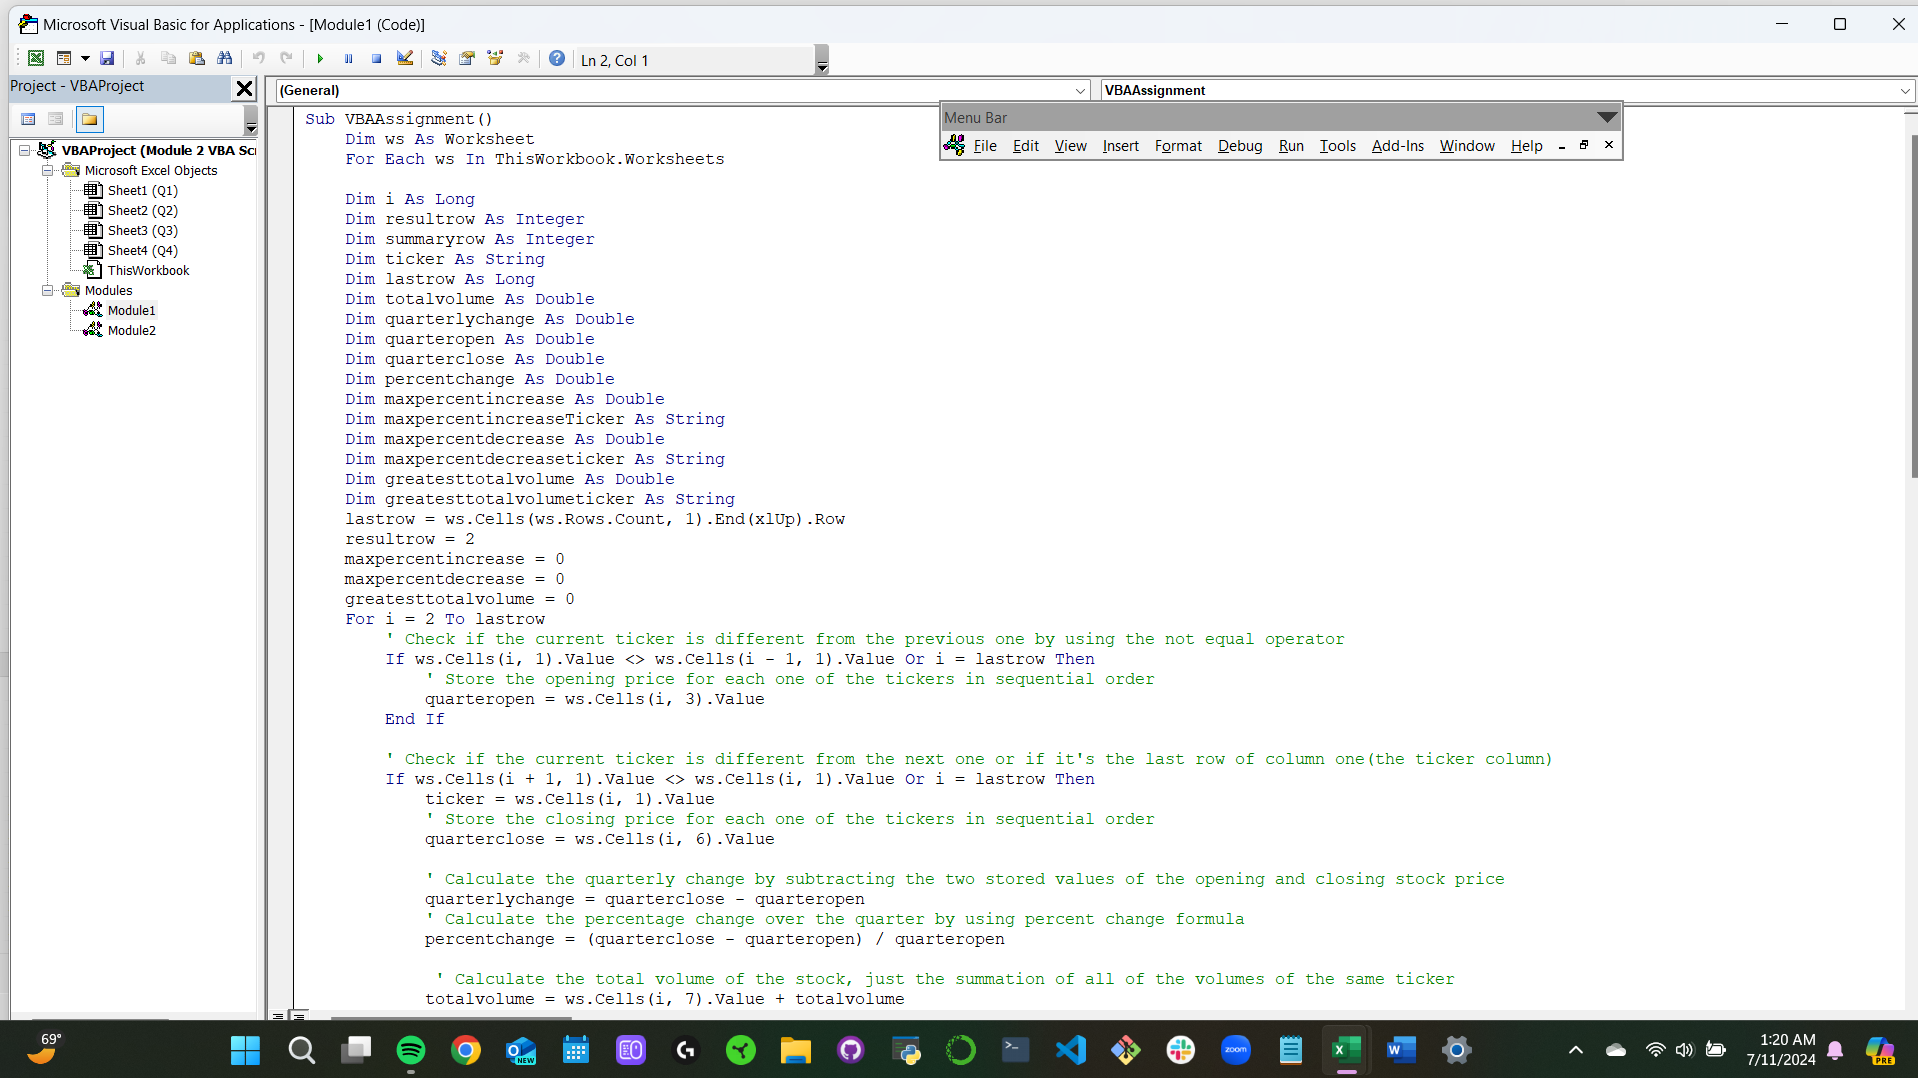 Microsoft Visual Basic for Applications - [Module1 (Code)]
Ln 2, Col 1
Project - VBAProject
(General)
VBAAssignment
Menu Bar
File Edit View Insert Format Debug Run Tools Add-Ins Window Help
VBAProject (Module 2 VBA Sc
Microsoft Excel Objects
Sheet1 (Q1)
Sheet2 (Q2)
Sheet3 (Q3)
Sheet4 (Q4)
ThisWorkbook
Modules
Module1
Module2
Sub VBAAssignment()
Dim ws As Worksheet
For Each ws In ThisWorkbook.Worksheets
Dim i As Long
Dim resultrow As Integer
Dim summaryrow As Integer
Dim ticker As String
Dim lastrow As Long
Dim totalvolume As Double
Dim quarterlychange As Double
Dim quarteropen As Double
Dim quarterclose As Double
Dim percentchange As Double
Dim maxpercentincrease As Double
Dim maxpercentincreaseTicker As String
Dim maxpercentdecrease As Double
Dim maxpercentdecreaseticker As String
Dim greatesttotalvolume As Double
Dim greatesttotalvolumeticker As String
lastrow = ws.Cells(ws.Rows.Count, 1).End(xlUp).Row
resultrow = 2
maxpercentincrease = 0
maxpercentdecrease = 0
greatesttotalvolume = 0
For i = 2 To lastrow
' Check if the current ticker is different from the previous one by using the not equal operator
If ws.Cells(i, 1).Value <> ws.Cells(i - 1, 1).Value Or i = lastrow Then
' Store the opening price for each one of the tickers in sequential order
quarteropen = ws.Cells(i, 3).Value
End If
' Check if the current ticker is different from the next one or if it's the last row of column one(the ticker column)
If ws.Cells(i + 1, 1).Value <> ws.Cells(i, 1).Value Or i = lastrow Then
ticker = ws.Cells(i, 1).Value
' Store the closing price for each one of the tickers in sequential order
quarterclose = ws.Cells(i, 6).Value
' Calculate the quarterly change by subtracting the two stored values of the opening and closing stock price
quarterlychange = quarterclose - quarteropen
' Calculate the percentage change over the quarter by using percent change formula
percentchange = (quarterclose - quarteropen) / quarteropen
' Calculate the total volume of the stock, just the summation of all of the volumes of the same ticker
totalvolume = ws.Cells(i, 7).Value + totalvolume
69°
NEW
zoom
1:20 AM
7/11/2024
PRE